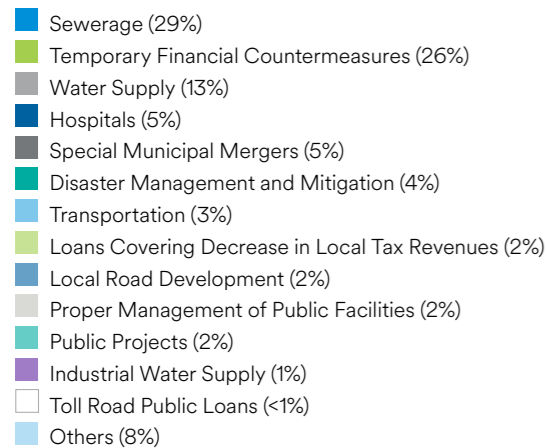 Sewerage (29%)
Temporary Financial Countermeasures (26%)
Water Supply (13%)
Hospitals (5%)
Special Municipal Mergers (5%)
Disaster Management and Mitigation (4%)
Transportation (3%)
Loans Covering Decrease in Local Tax Revenues (2%)
Local Road Development (2%)
Proper Management of Public Facilities (2%)
Public Projects (2%)
Industrial Water Supply (1%)
Toll Road Public Loans (<1%)
Others (8%)